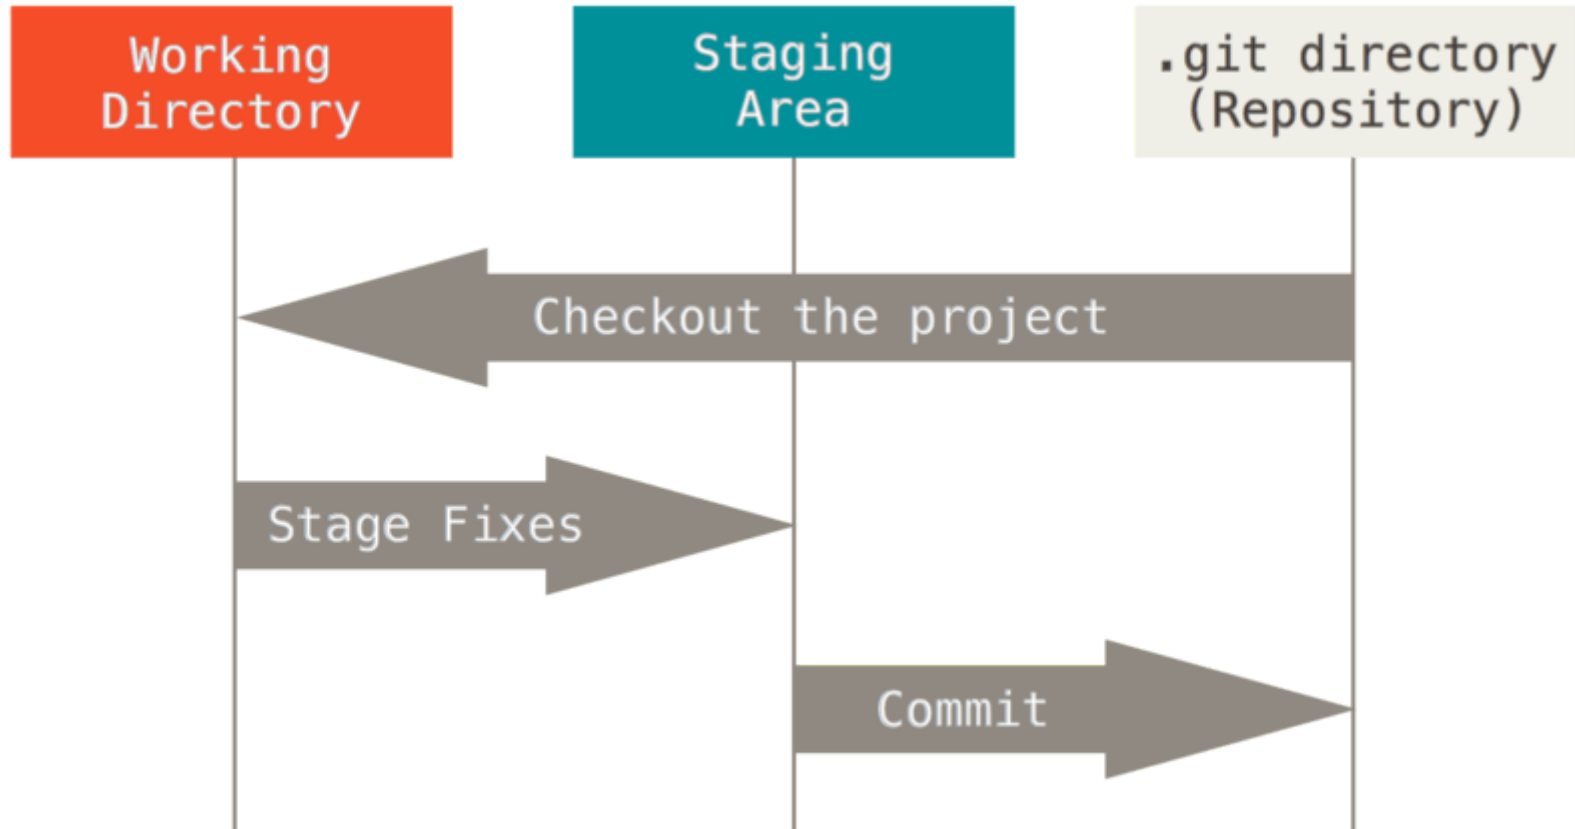 Working
Directory
Staging
Area
.git directory
(Repository)
Checkout the project
Stage Fixes
Commit